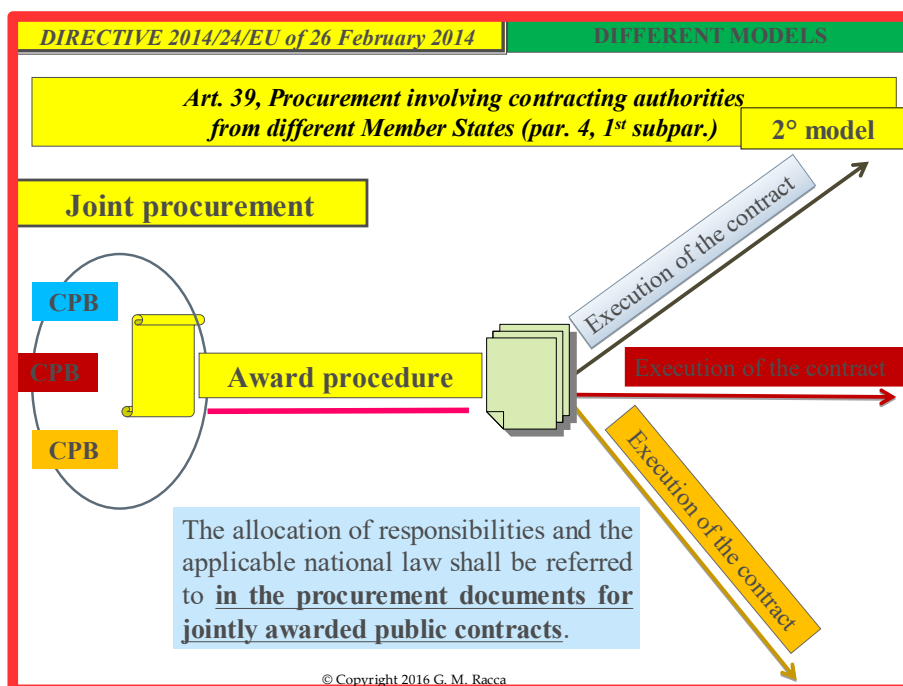 DIRECTIVE 2014/24/EU of 26 February 2014
DIFFERENT MODELS
Art. 39, Procurement involving contracting authorities
from different Member States (par. 4, 1st subpar.)
2° model
Joint procurement
CPB
CPB
CPB
Award procedure
Execution of the contract
Execution of the contract
Execution of the contract
The allocation of responsibilities and the
applicable national law shall be referred
to in the procurement documents for
jointly awarded public contracts.
© Copyright 2016 G. M. Racca